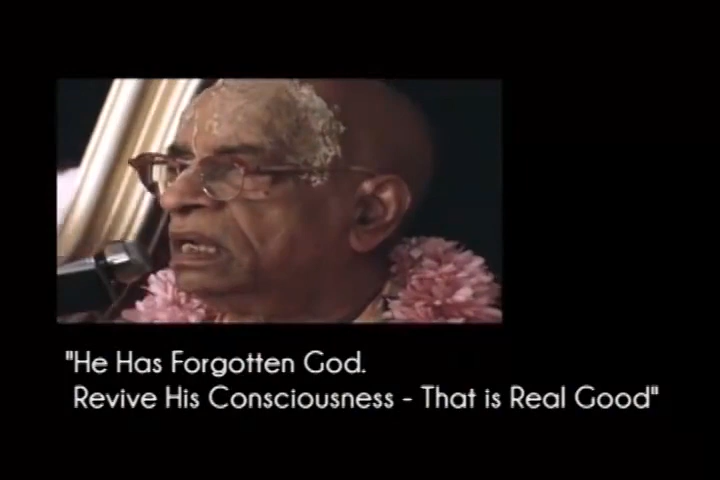 "He Has Forgotten God.
Revive His Consciousness - That is Real Good"